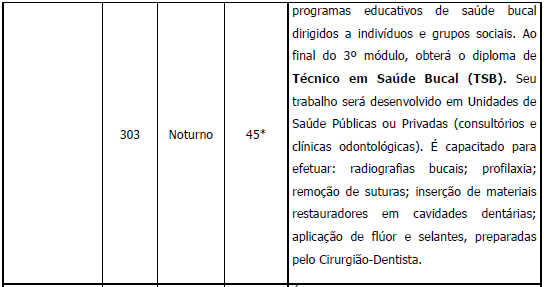 programas educativos de saúde bucal
dirigidos a indivíduos e grupos sociais. Ao
final do 3º módulo, obterá o diploma de
Técnico em Saúde Bucal (TSB). Seu
trabalho será desenvolvido em Unidades de
303 Noturno 45* Saúde Públicas ou Privadas (consultórios e
clínicas odontológicas). É capacitado para
efetuar: radiografias bucais; profilaxia;
remoção de suturas; inserção de materiais
restauradores em cavidades dentárias;
aplicação de flúor e selantes, preparadas
pelo Cirurgião-Dentista.